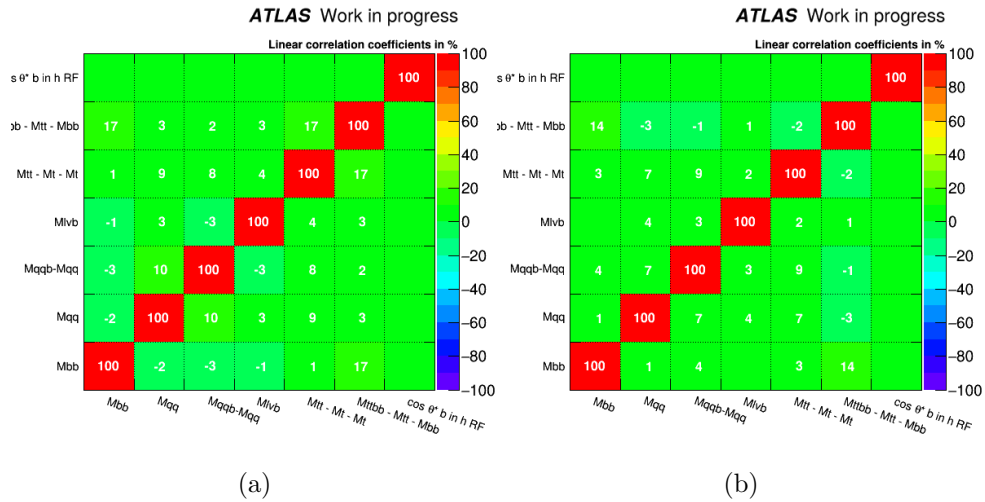 ATLAS Work in progress
Linear correlation coefficients in %
s θ* b in h RF 100
ob - Mtt - Mbb 17 3 2 3 17 100
Mtt - Mt - Mt 1 9 8 4 100 17
Mlvb -1 3 -3 100 4 3
Mqqb-Mqq -3 10 100 -3 8 2
Mqq -2 100 10 3 9 3
Mbb 100 -2 -3 -1 1 17
Mbb Mqq Mqqb-Mqq Mlvb Mtt - Mt - Mt Mttbb - Mtt - Mbb cos θ* b in h RF
100
80
60
40
20
0
−20
−40
−60
−80
−100
(a)
ATLAS Work in progress
Linear correlation coefficients in %
s θ* b in h RF 100
ob - Mtt - Mbb 14 -3 -1 1 -2 100
Mtt - Mt - Mt 3 7 9 2 100 -2
Mlvb 4 3 100 2 1
Mqqb-Mqq 4 7 100 3 9 -1
Mqq 1 100 7 4 7 -3
Mbb 100 1 4 3 14
Mbb Mqq Mqqb-Mqq Mlvb Mtt - Mt - Mt Mttbb - Mtt - Mbb cos θ* b in h RF
100
80
60
40
20
0
−20
−40
−60
−80
−100
(b)